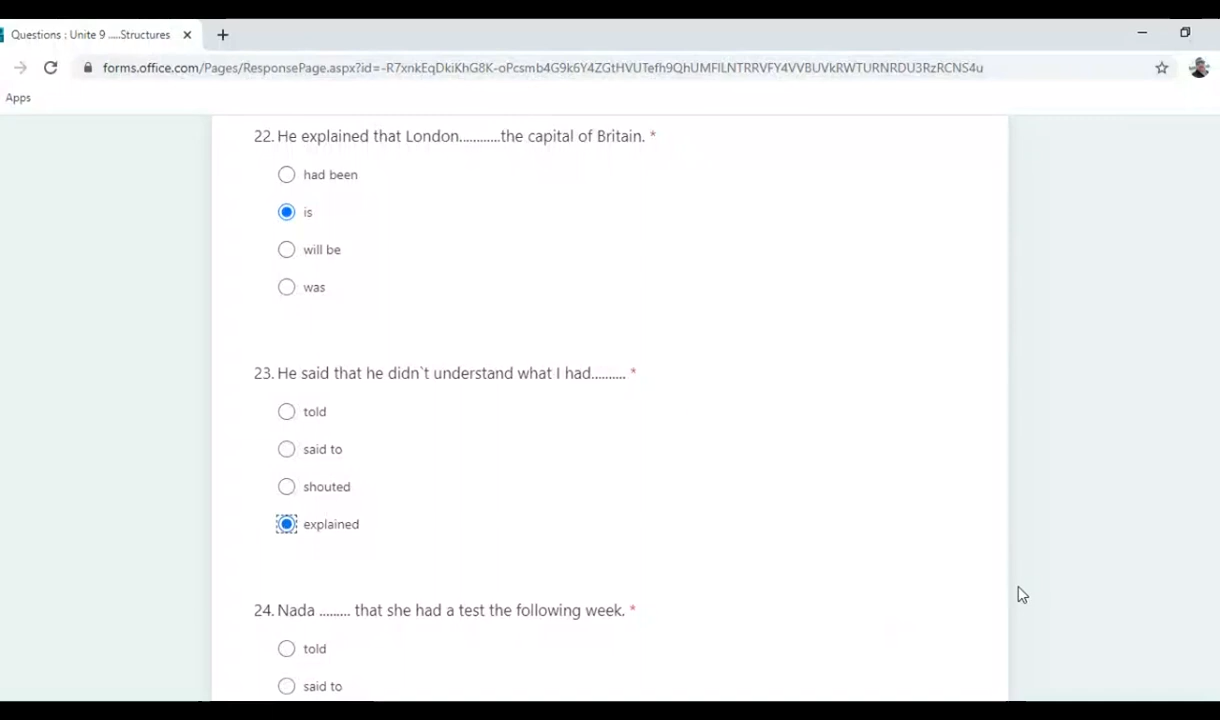 Questions : Unite 9 .....Structures
forms.office.com/Pages/ResponsePage.aspx?id=-R7xnkEqDkiKhG8K-oPcsmb4G9k6Y4ZGtHVUTefh9QhUMFlLNTRRVFY4VVBUVkRWTURNRDU3RzRCNS4u
Apps
22. He explained that London............the capital of Britain. *
had been
is
will be
was
23. He said that he didn`t understand what I had.......... *
told
said to
shouted
explained
24. Nada ......... that she had a test the following week. *
told
said to